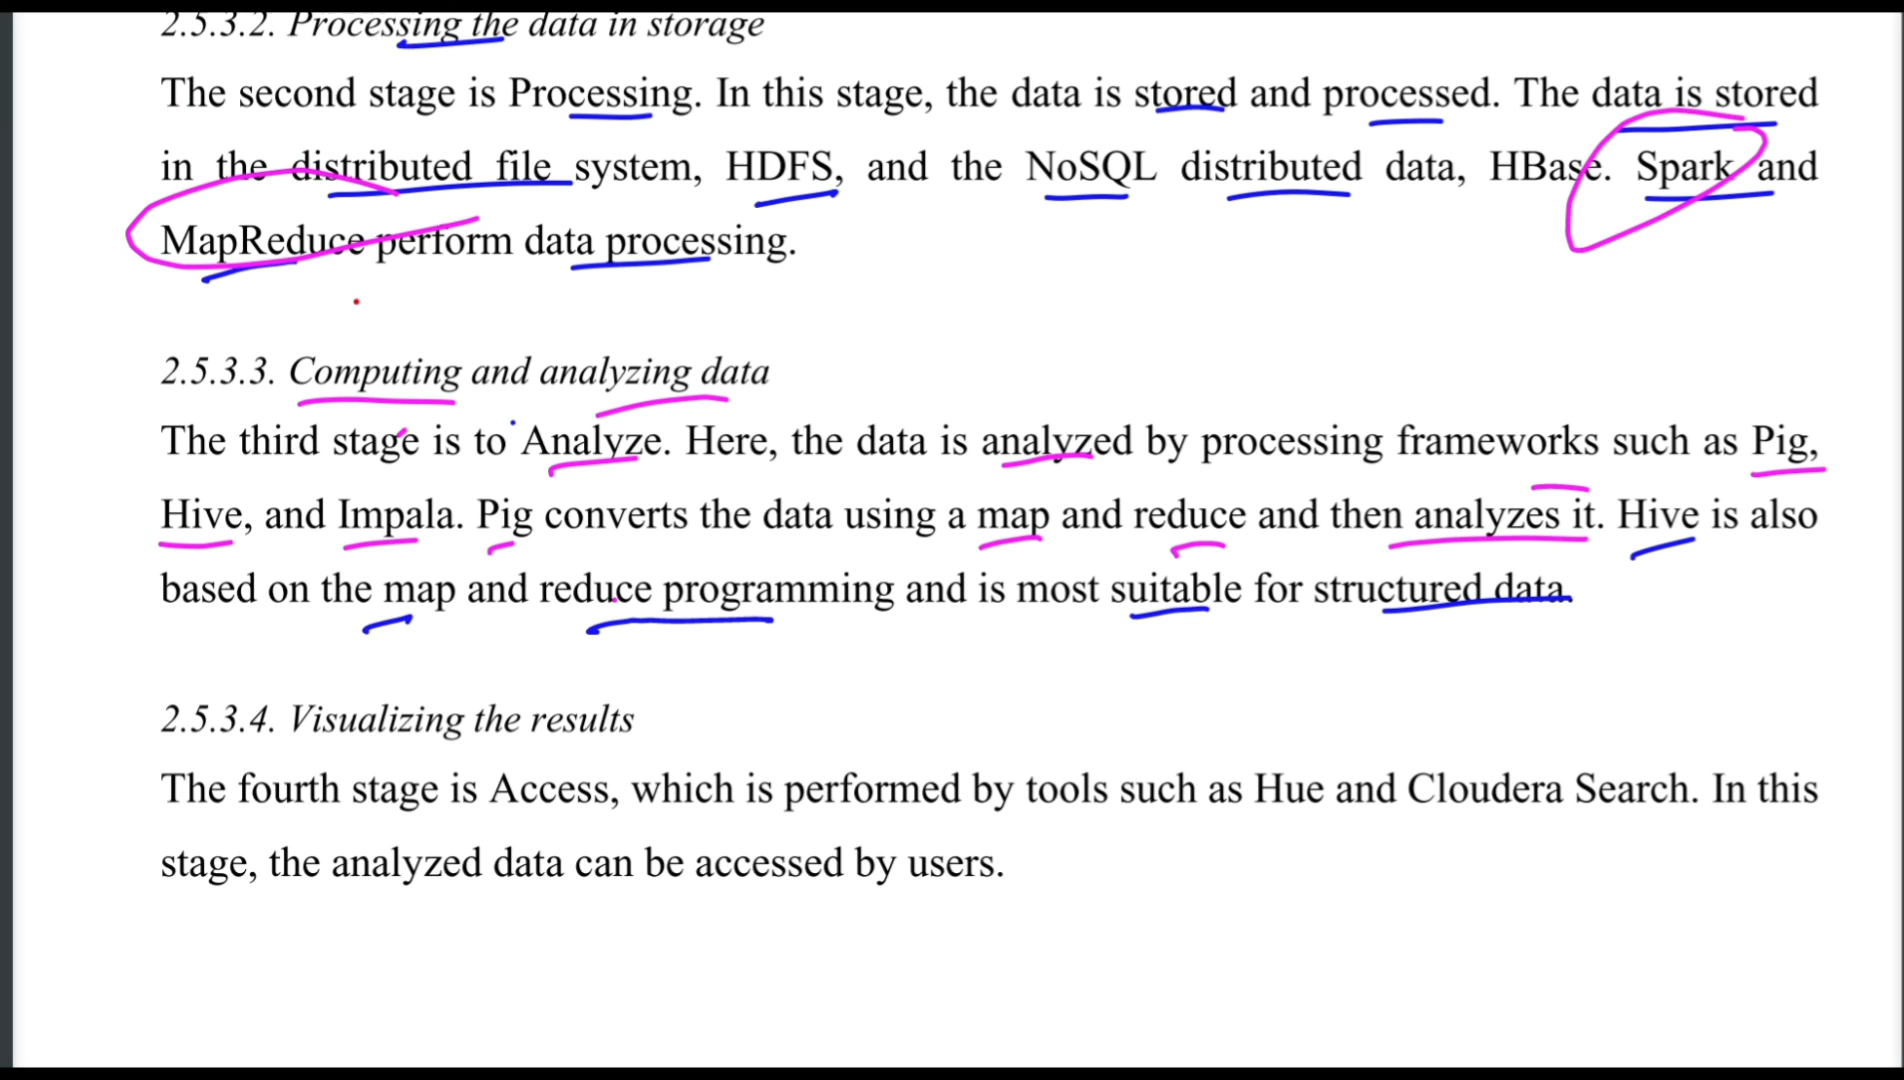 2.5.3.2. Processing the data in storage
The second stage is Processing. In this stage, the data is stored and processed. The data is stored
in the distributed file system, HDFS, and the NoSQL distributed data, HBase. Spark and
MapReduce perform data processing.
2.5.3.3. Computing and analyzing data
The third stage is to Analyze. Here, the data is analyzed by processing frameworks such as Pig,
Hive, and Impala. Pig converts the data using a map and reduce and then analyzes it. Hive is also
based on the map and reduce programming and is most suitable for structured data.
2.5.3.4. Visualizing the results
The fourth stage is Access, which is performed by tools such as Hue and Cloudera Search. In this
stage, the analyzed data can be accessed by users.